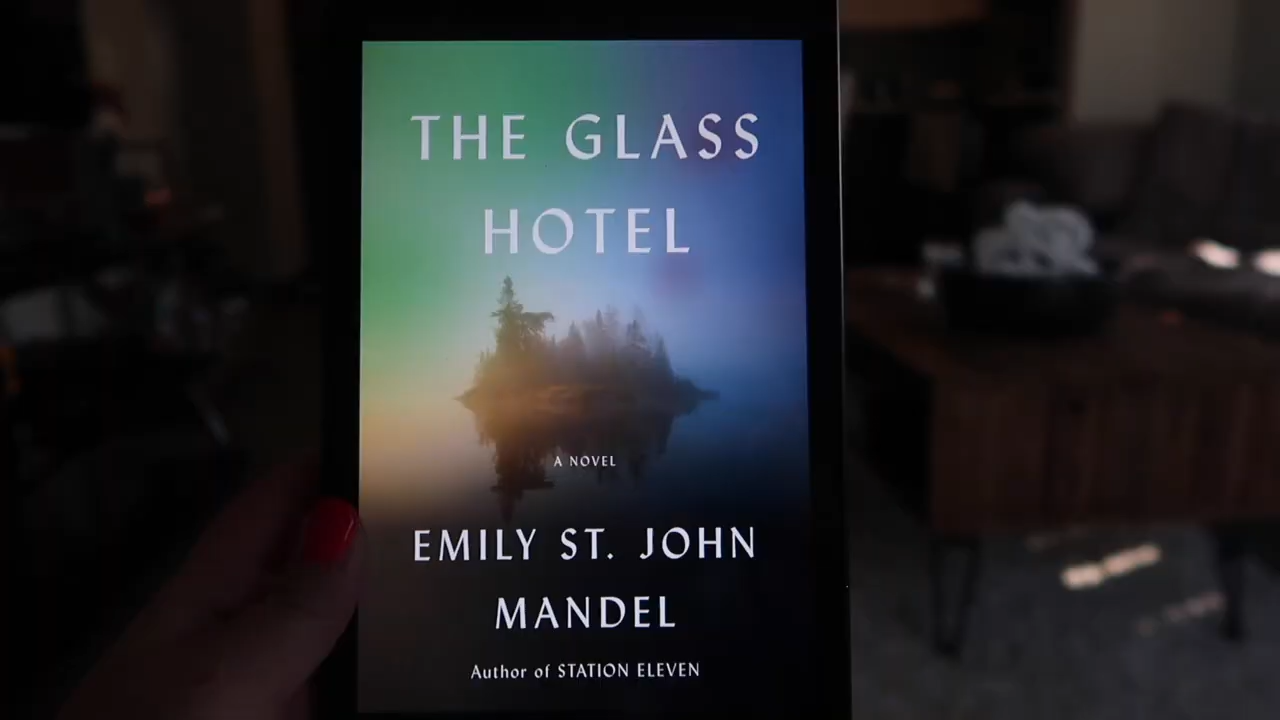 THE GLASS
HOTEL
A NOVEL
EMILY ST. JOHN
MANDEL
Author of STATION ELEVEN